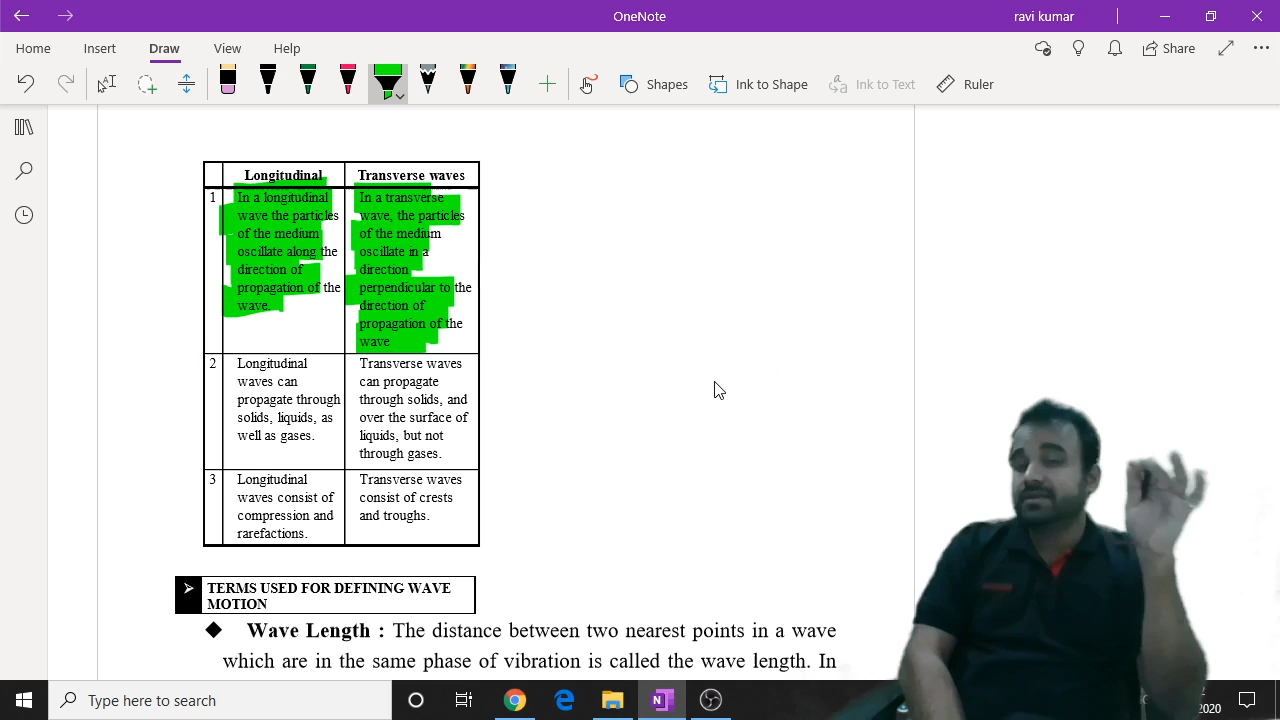 OneNote
ravi kumar
Home Insert Draw View Help
Share
Shapes Ink to Shape Ink to Text Ruler
Longitudinal Transverse waves
1
In a longitudinal
wave the particles
of the medium
oscillate along the
direction of
propagation of the
wave.
In a transverse
wave, the particles
of the medium
oscillate in a
direction
perpendicular to the
direction of
propagation of the
wave
2
Longitudinal
waves can
propagate through
solids, liquids, as
well as gases.
Transverse waves
can propagate
through solids, and
over the surface of
liquids, but not
through gases.
3
Longitudinal
waves consist of
compression and
rarefactions.
Transverse waves
consist of crests
and troughs.
TERMS USED FOR DEFINING WAVE
MOTION
Wave Length : The distance between two nearest points in a wave
which are in the same phase of vibration is called the wave length. In
Type here to search
2020